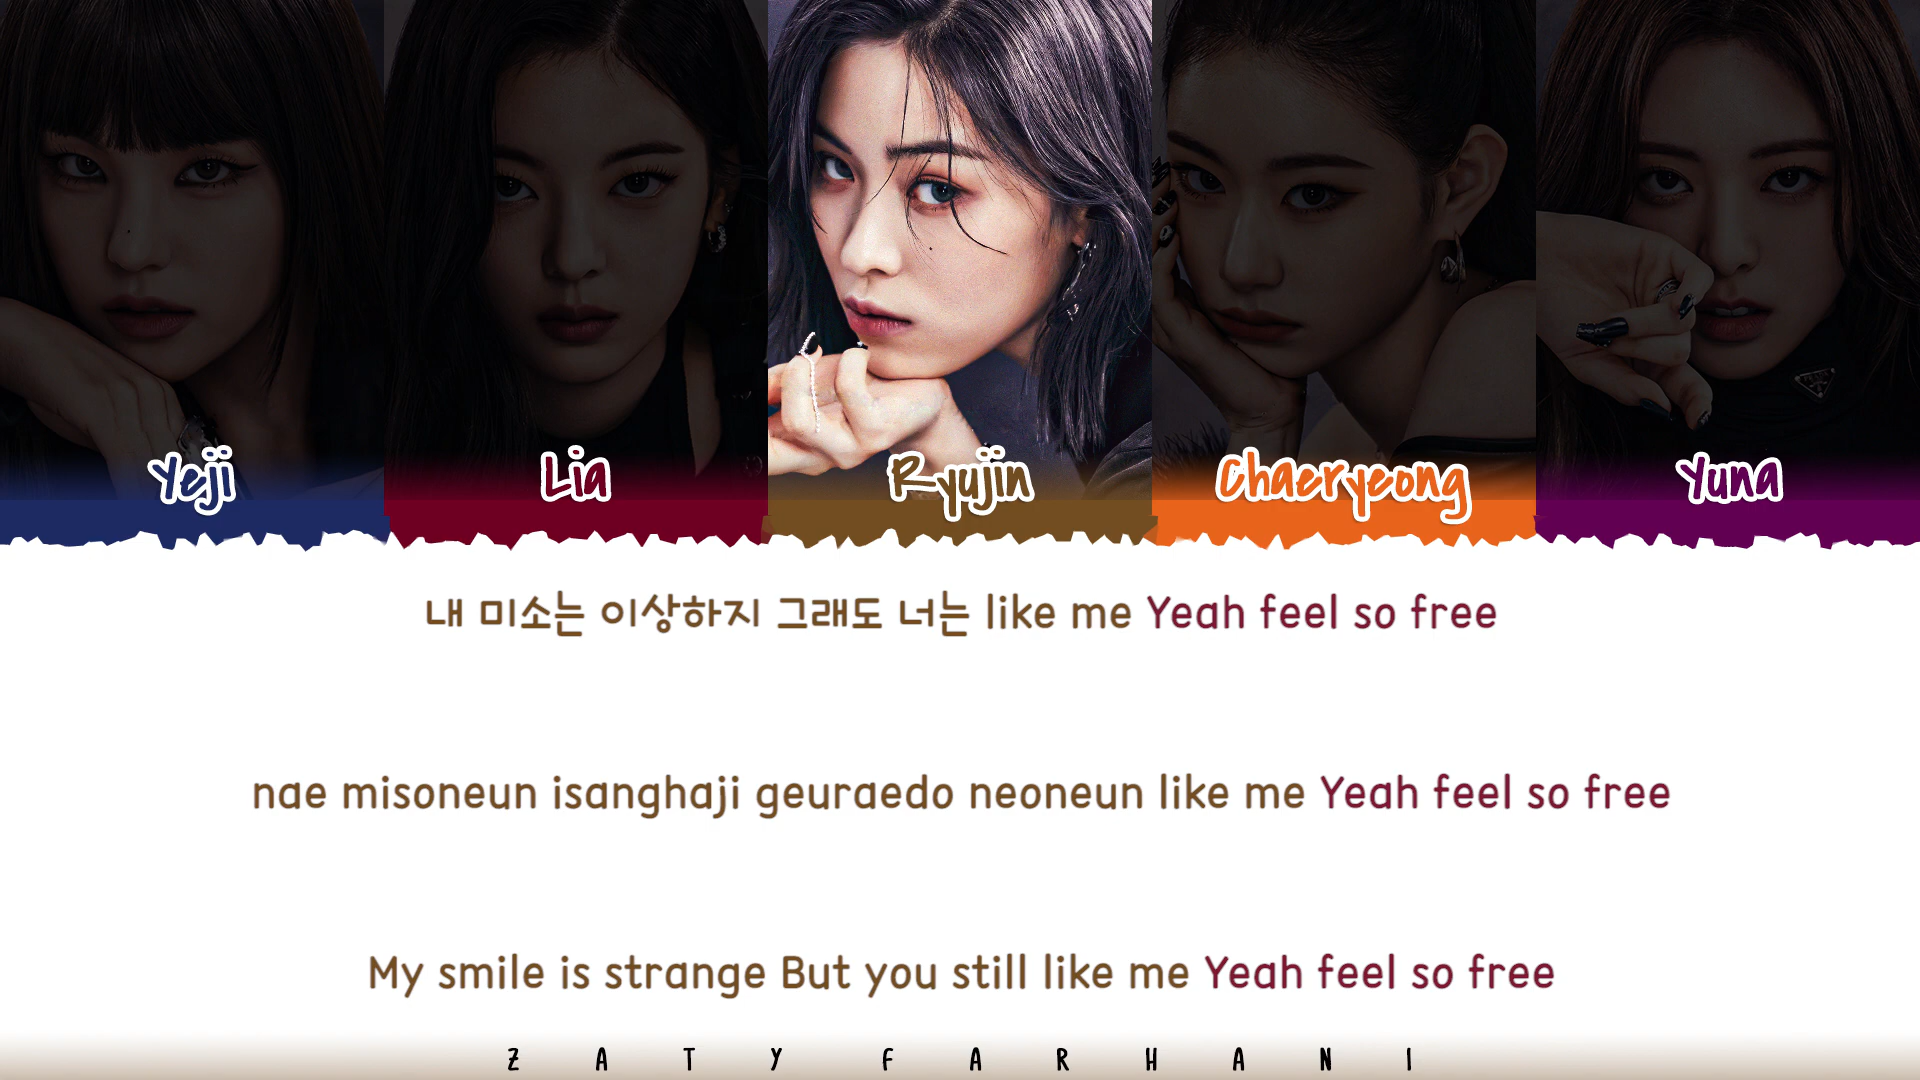 Yeji Lia Ryujin Chaeryeong Yuna
내 미소는 이상하지 그래도 너는 like me Yeah feel so free
nae misoneun isanghaji geuraedo neoneun like me Yeah feel so free
My smile is strange But you still like me Yeah feel so free
ZATY FARHANI